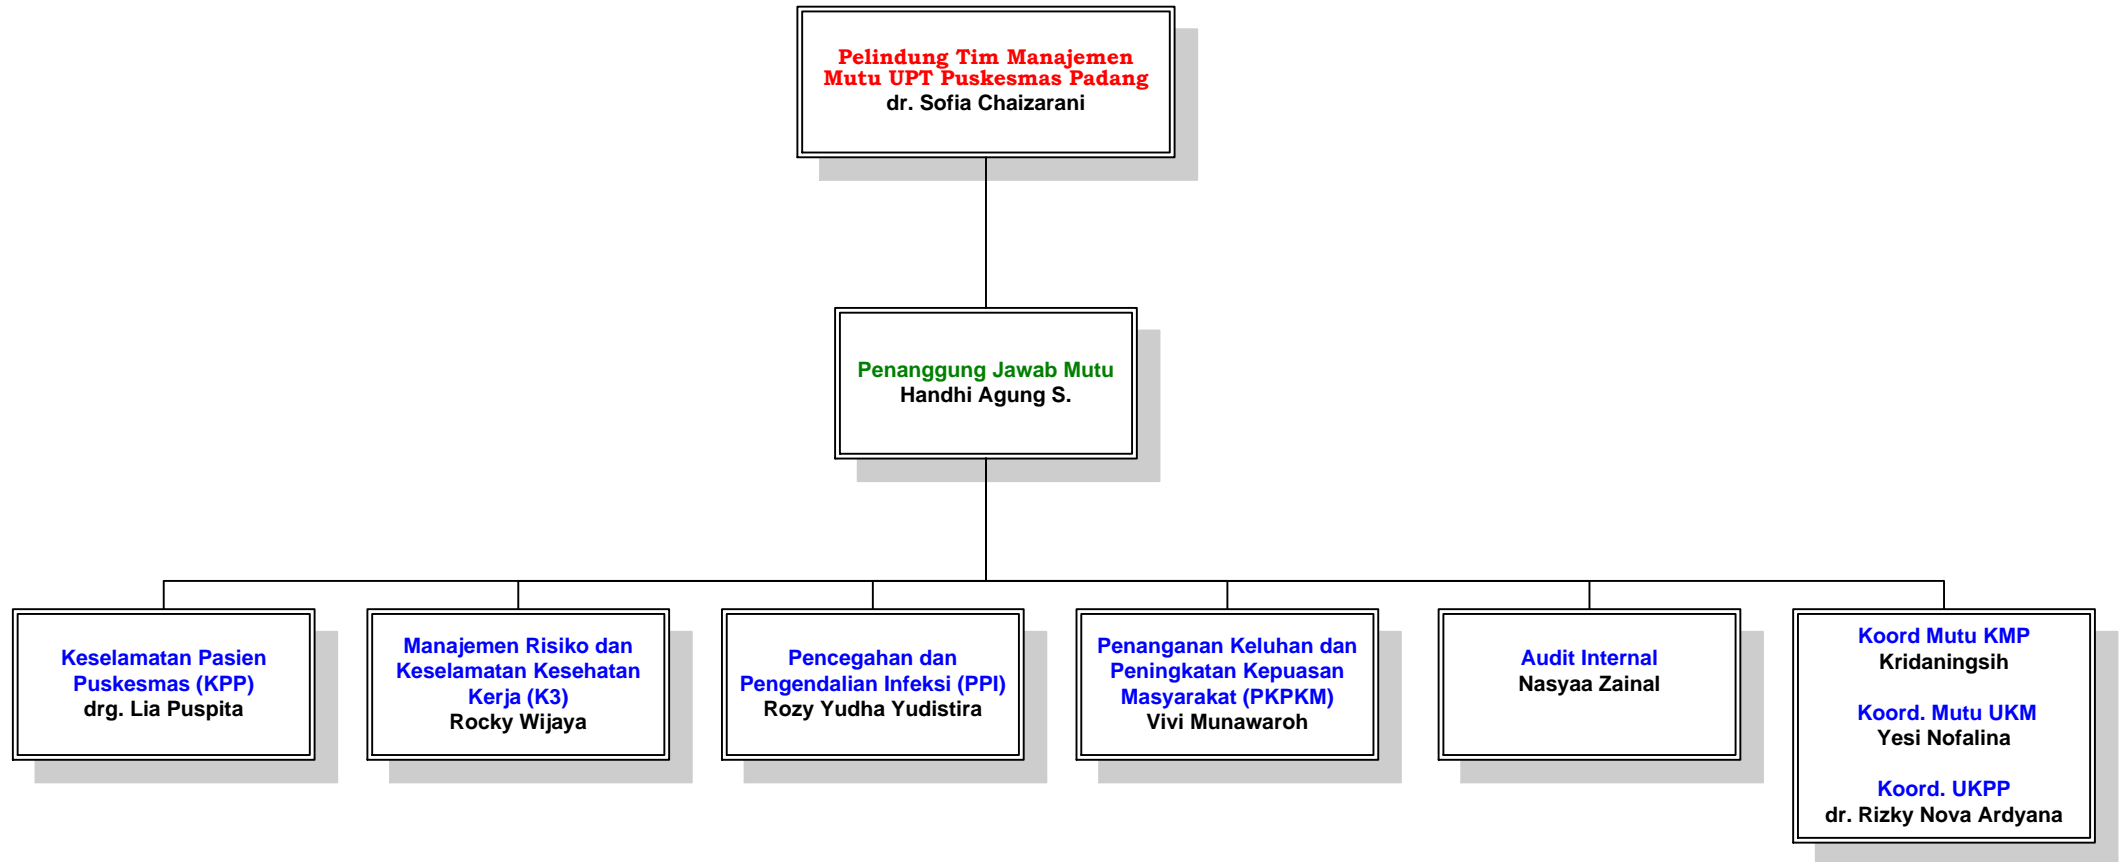 Pelindung Tim Manajemen
Mutu UPT Puskesmas Padang
dr. Sofia Chaizarani
Penanggung Jawab Mutu
Handhi Agung S.
Keselamatan Pasien
Puskesmas (KPP)
drg. Lia Puspita
Manajemen Risiko dan
Keselamatan Kesehatan
Kerja (K3)
Rocky Wijaya
Pencegahan dan
Pengendalian Infeksi (PPI)
Rozy Yudha Yudistira
Penanganan Keluhan dan
Peningkatan Kepuasan
Masyarakat (PKPKM)
Vivi Munawaroh
Audit Internal
Nasyaa Zainal
Koord Mutu KMP
Kridaningsih
Koord. Mutu UKM
Yesi Nofalina
Koord. UKPP
dr. Rizky Nova Ardyana